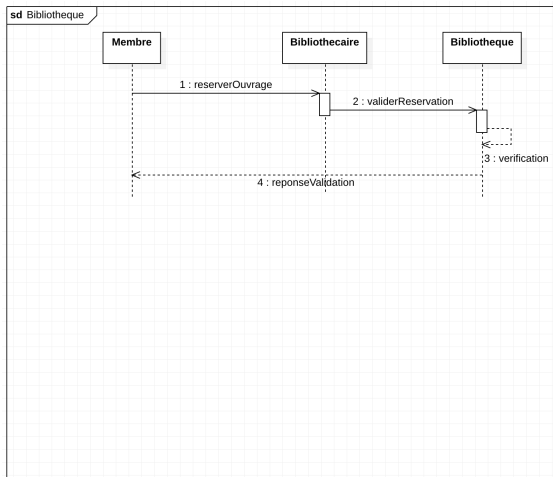 sd Bibliotheque
Membre
Bibliothecaire
Bibliotheque
1 : reserverOuvrage
2 : validerReservation
3 : verification
4 : reponseValidation